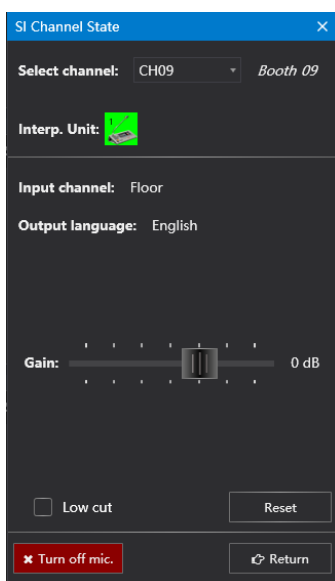 SI Channel State
Select channel: CH09 Booth 09
Interp. Unit: 1
Input channel: Floor
Output language: English
Gain: 0 dB
Low cut Reset
Turn off mic. Return